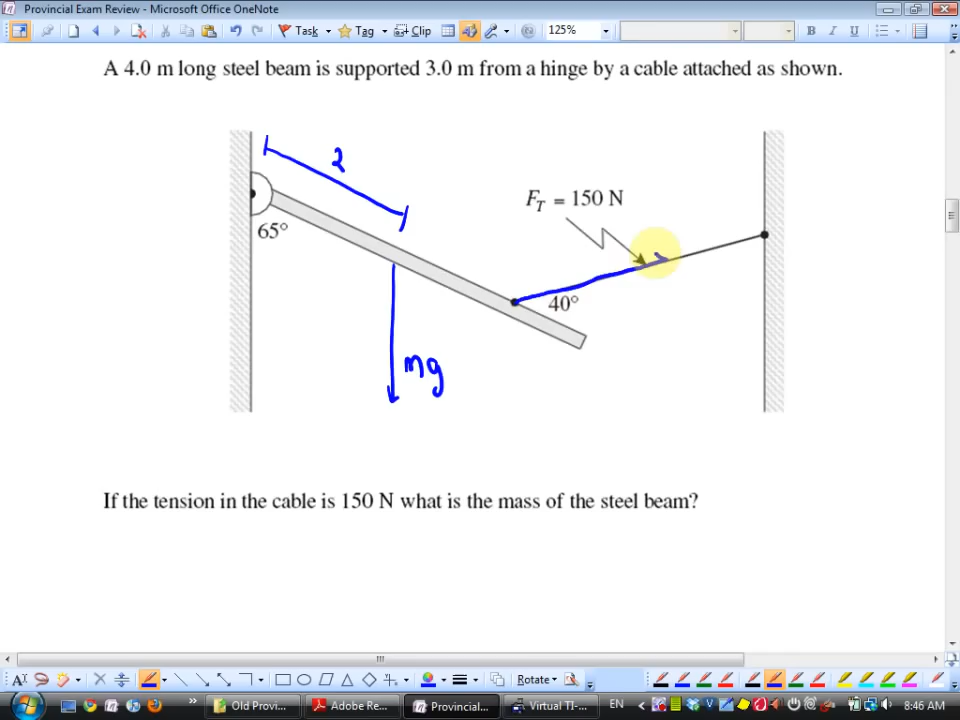 Provincial Exam Review - Microsoft Office OneNote
Task Tag Clip 125% B I U
A 4.0 m long steel beam is supported 3.0 m from a hinge by a cable attached as shown.
2
F_T = 150 N
65°
40°
mg
If the tension in the cable is 150 N what is the mass of the steel beam?
Rotate
Old Provi... Adobe Re... Provincial... Virtual TI-... EN 8:46 AM